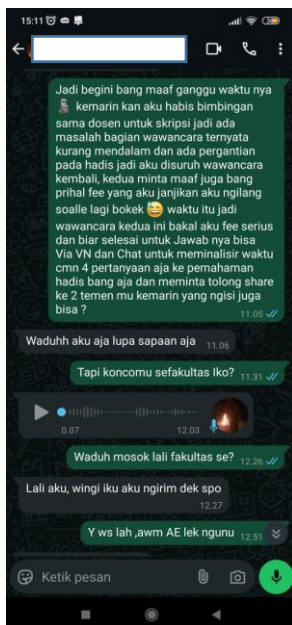 15:11
Jadi begini bang maaf ganggu waktu nya
kemarin kan aku habis bimbingan
sama dosen untuk skripsi jadi ada
masalah bagian wawancara ternyata
kurang mendalam dan ada pergantian
pada hadis jadi aku disuruh wawancara
kembali, kedua minta maaf juga bang
prihal fee yang aku janjikan aku ngilang
soalle lagi bokek 😅 waktu itu jadi
wawancara kedua ini bakal aku fee serius
dan biar selesai untuk Jawab nya bisa
Via VN dan Chat untuk meminalisir waktu
cmn 4 pertanyaan aja ke pemahaman
hadis bang aja dan meminta tolong share
ke 2 temen mu kemarin yang ngisi juga
bisa ?
11.05
Waduhh aku aja lupa sapaan aja 11.06
Tapi koncomu sefakultas Iko? 11.31
0.07 12.03
Waduh mosok lali fakultas se? 12.26
Lali aku, wingi iku aku ngirim dek spo
12.27
Y ws lah ,awm AE lek ngunu 12.51
Ketik pesan